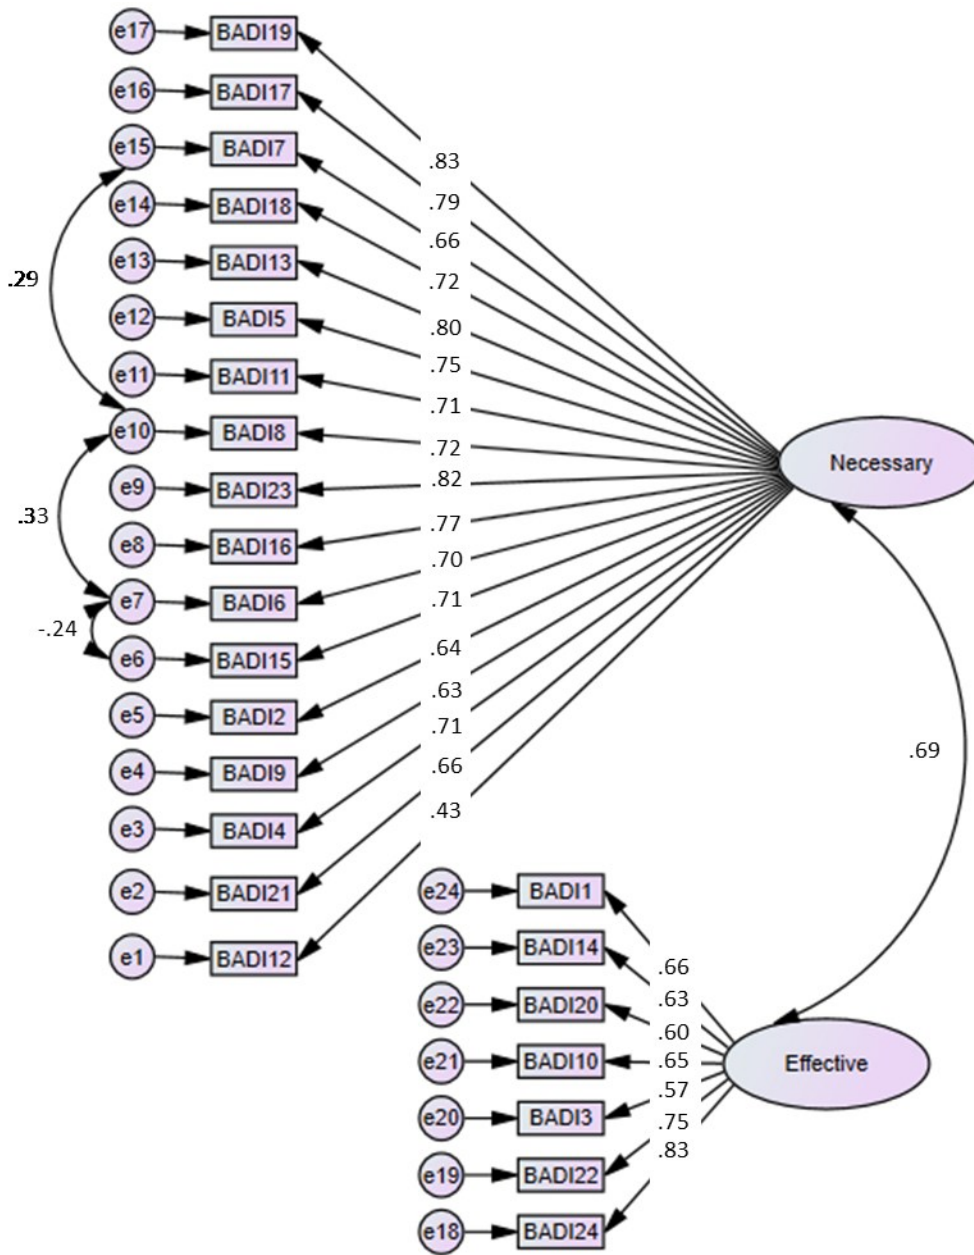 e17 BADI19
e16 BADI17
e15 BADI7
e14 BADI18
e13 BADI13
e12 BADI5
e11 BADI11
e10 BADI8
e9 BADI23
e8 BADI16
e7 BADI6
e6 BADI15
e5 BADI2
e4 BADI9
e3 BADI4
e2 BADI21
e1 BADI12
.29
.33
-.24
.83
.79
.66
.72
.80
.75
.71
.72
.82
.77
.70
.71
.64
.63
.71
.66
.43
Necessary
.69
e24 BADI1
e23 BADI14
e22 BADI20
e21 BADI10
e20 BADI3
e19 BADI22
e18 BADI24
.66
.63
.60
.65
.57
.75
.83
Effective